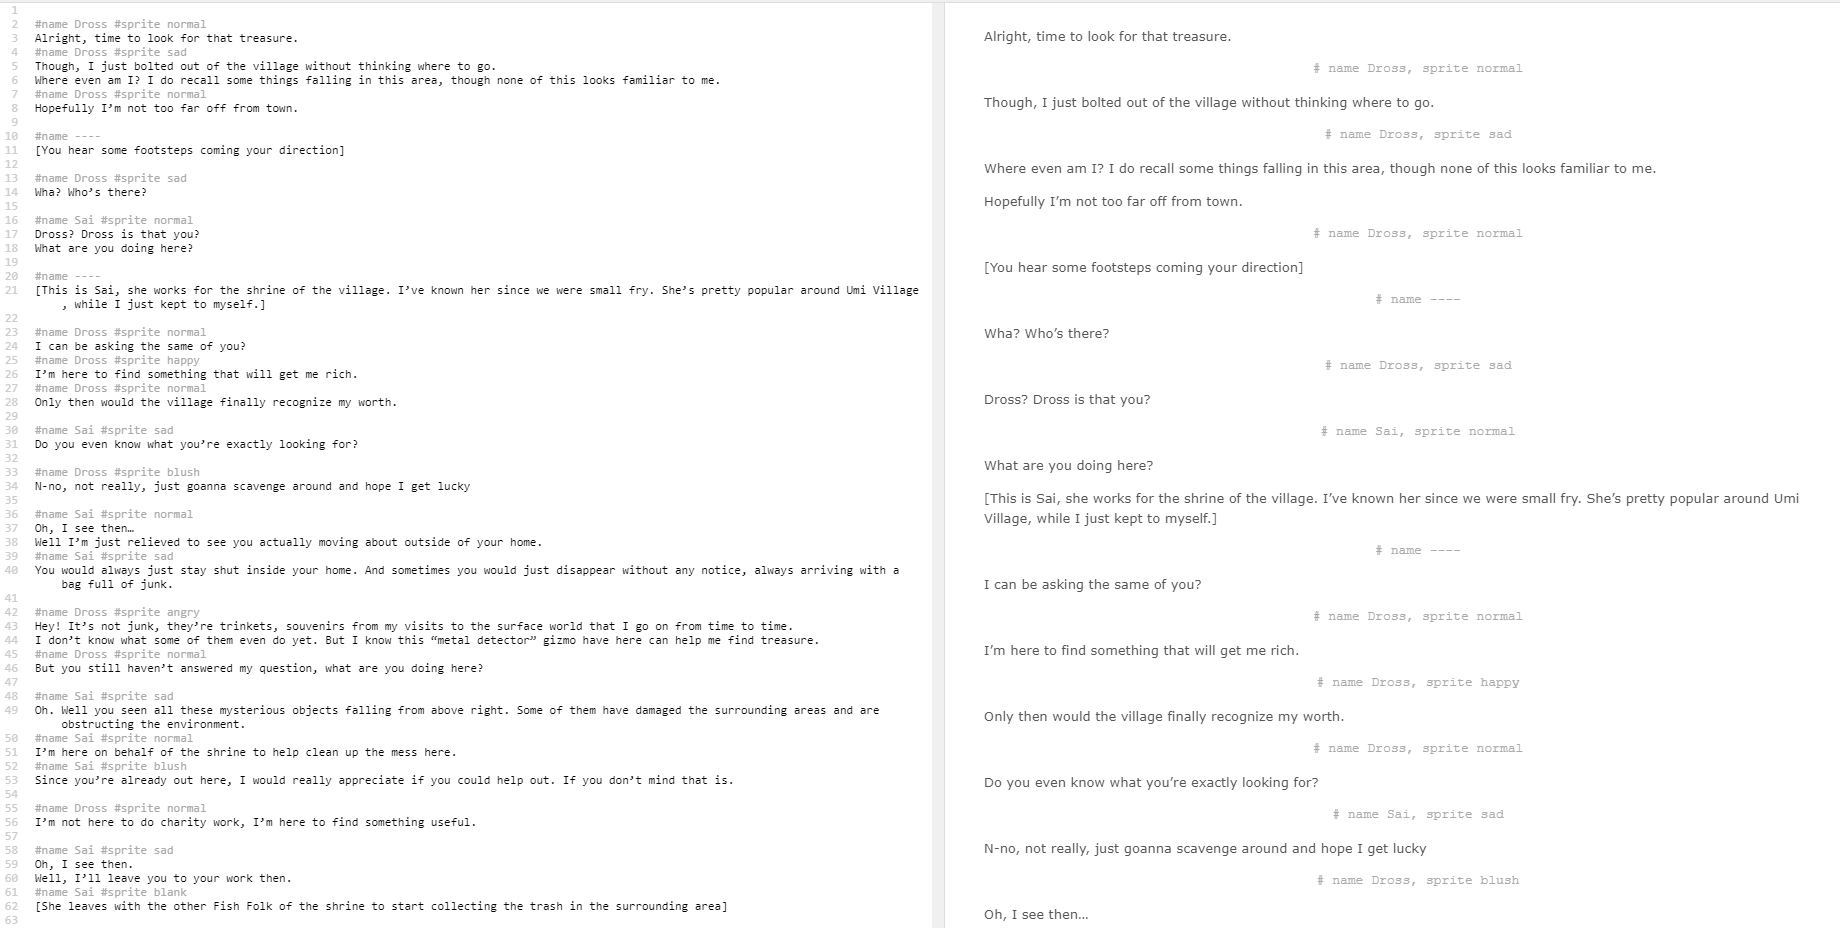 1
2 #name Dross #sprite normal
3 Alright, time to look for that treasure.
4 #name Dross #sprite sad
5 Though, I just bolted out of the village without thinking where to go.
6 Where even am I? I do recall some things falling in this area, though none of this looks familiar to me.
7 #name Dross #sprite normal
8 Hopefully I’m not too far off from town.
9
10 #name ----
11 [You hear some footsteps coming your direction]
12
13 #name Dross #sprite sad
14 Wha? Who’s there?
15
16 #name Sai #sprite normal
17 Dross? Dross is that you?
18 What are you doing here?
19
20 #name ----
21 [This is Sai, she works for the shrine of the village. I’ve known her since we were small fry. She’s pretty popular around Umi Village
, while I just kept to myself.]
22
23 #name Dross #sprite normal
24 I can be asking the same of you?
25 #name Dross #sprite happy
26 I’m here to find something that will get me rich.
27 #name Dross #sprite normal
28 Only then would the village finally recognize my worth.
29
30 #name Sai #sprite sad
31 Do you even know what you’re exactly looking for?
32
33 #name Dross #sprite blush
34 N-no, not really, just goanna scavenge around and hope I get lucky
35
36 #name Sai #sprite normal
37 Oh, I see then…
38 Well I’m just relieved to see you actually moving about outside of your home.
39 #name Sai #sprite sad
40 You would always just stay shut inside your home. And sometimes you would just disappear without any notice, always arriving with a
bag full of junk.
41
42 #name Dross #sprite angry
43 Hey! It’s not junk, they’re trinkets, souvenirs from my visits to the surface world that I go on from time to time.
44 I don’t know what some of them even do yet. But I know this “metal detector” gizmo have here can help me find treasure.
45 #name Dross #sprite normal
46 But you still haven’t answered my question, what are you doing here?
47
48 #name Sai #sprite sad
49 Oh. Well you seen all these mysterious objects falling from above right. Some of them have damaged the surrounding areas and are
obstructing the environment.
50 #name Sai #sprite normal
51 I’m here on behalf of the shrine to help clean up the mess here.
52 #name Sai #sprite blush
53 Since you’re already out here, I would really appreciate if you could help out. If you don’t mind that is.
54
55 #name Dross #sprite normal
56 I’m not here to do charity work, I’m here to find something useful.
57
58 #name Sai #sprite sad
59 Oh, I see then.
60 Well, I’ll leave you to your work then.
61 #name Sai #sprite blank
62 [She leaves with the other Fish Folk of the shrine to start collecting the trash in the surrounding area]
63
Alright, time to look for that treasure.
# name Dross, sprite normal
Though, I just bolted out of the village without thinking where to go.
# name Dross, sprite sad
Where even am I? I do recall some things falling in this area, though none of this looks familiar to me.
Hopefully I’m not too far off from town.
# name Dross, sprite normal
[You hear some footsteps coming your direction]
# name ----
Wha? Who’s there?
# name Dross, sprite sad
Dross? Dross is that you?
# name Sai, sprite normal
What are you doing here?
[This is Sai, she works for the shrine of the village. I’ve known her since we were small fry. She’s pretty popular around Umi
Village, while I just kept to myself.]
# name ----
I can be asking the same of you?
# name Dross, sprite normal
I’m here to find something that will get me rich.
# name Dross, sprite happy
Only then would the village finally recognize my worth.
# name Dross, sprite normal
Do you even know what you’re exactly looking for?
# name Sai, sprite sad
N-no, not really, just goanna scavenge around and hope I get lucky
# name Dross, sprite blush
Oh, I see then…